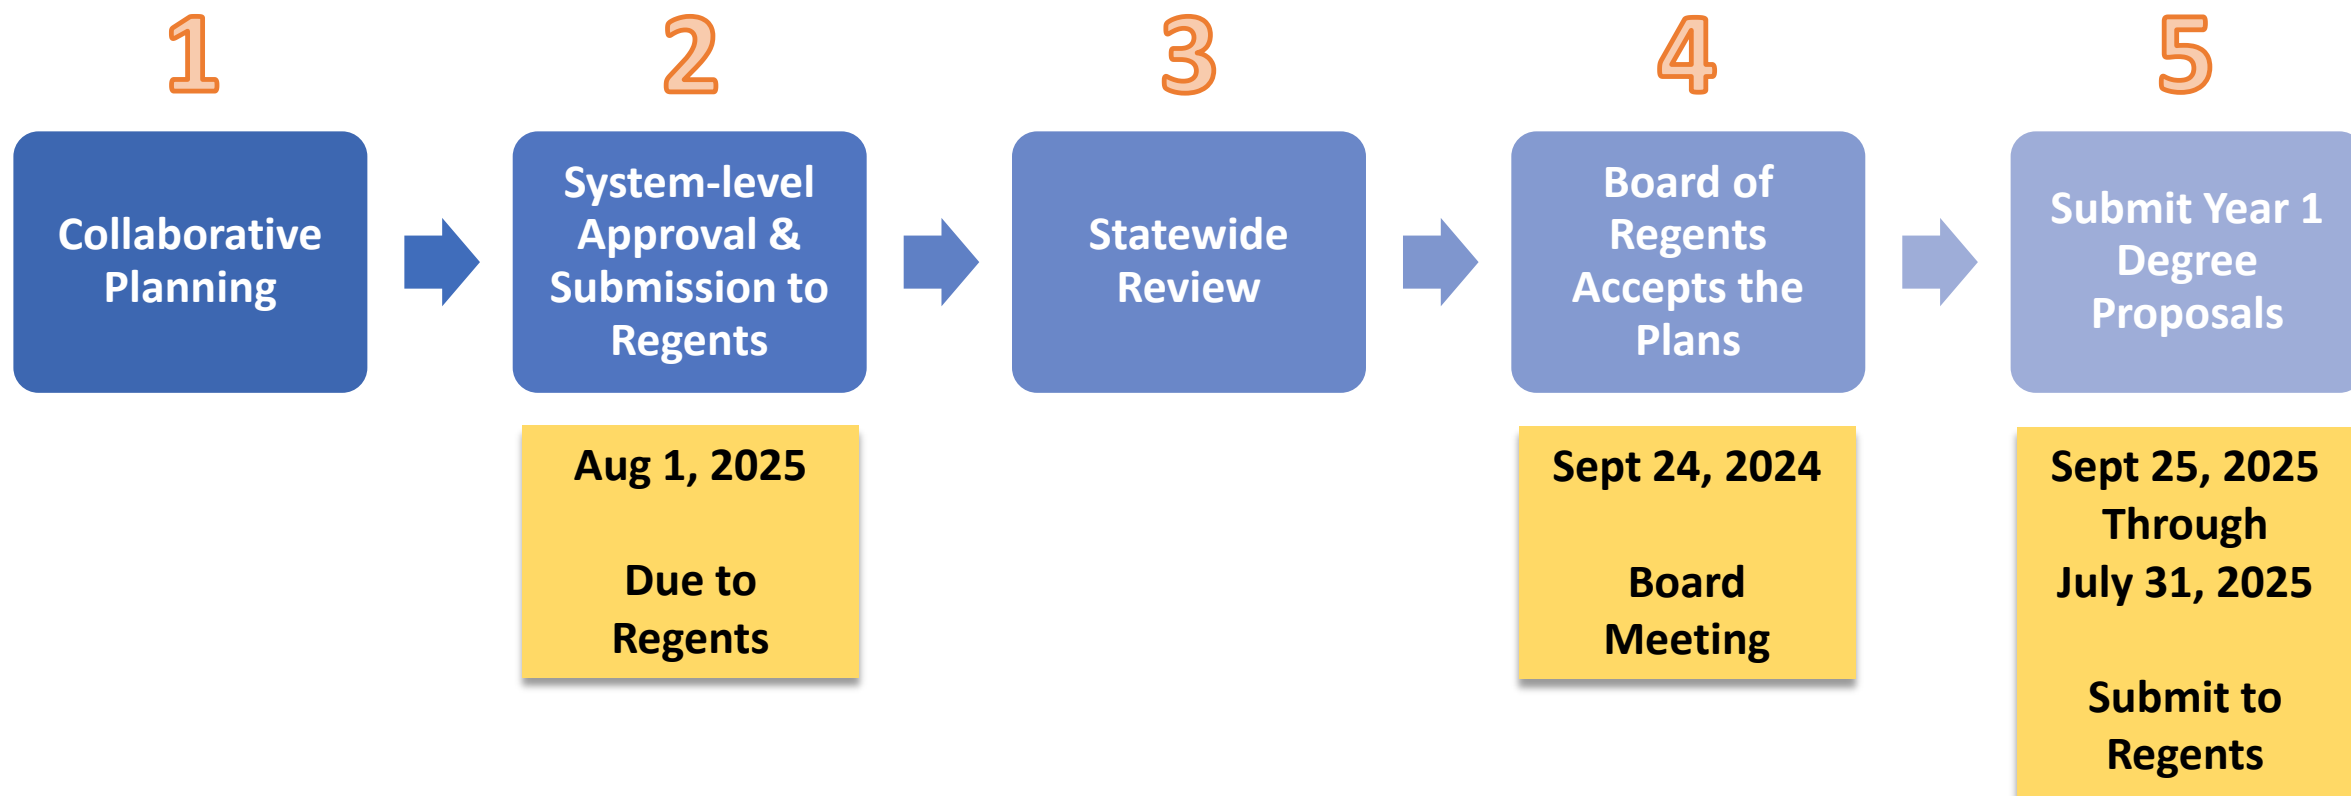 1
2
3
4
5
Collaborative
Planning
System-level
Approval &
Submission to
Regents
Statewide
Review
Board of
Regents
Accepts the
Plans
Submit Year 1
Degree
Proposals
Aug 1, 2025
Due to
Regents
Sept 24, 2024
Board
Meeting
Sept 25, 2025
Through
July 31, 2025
Submit to
Regents